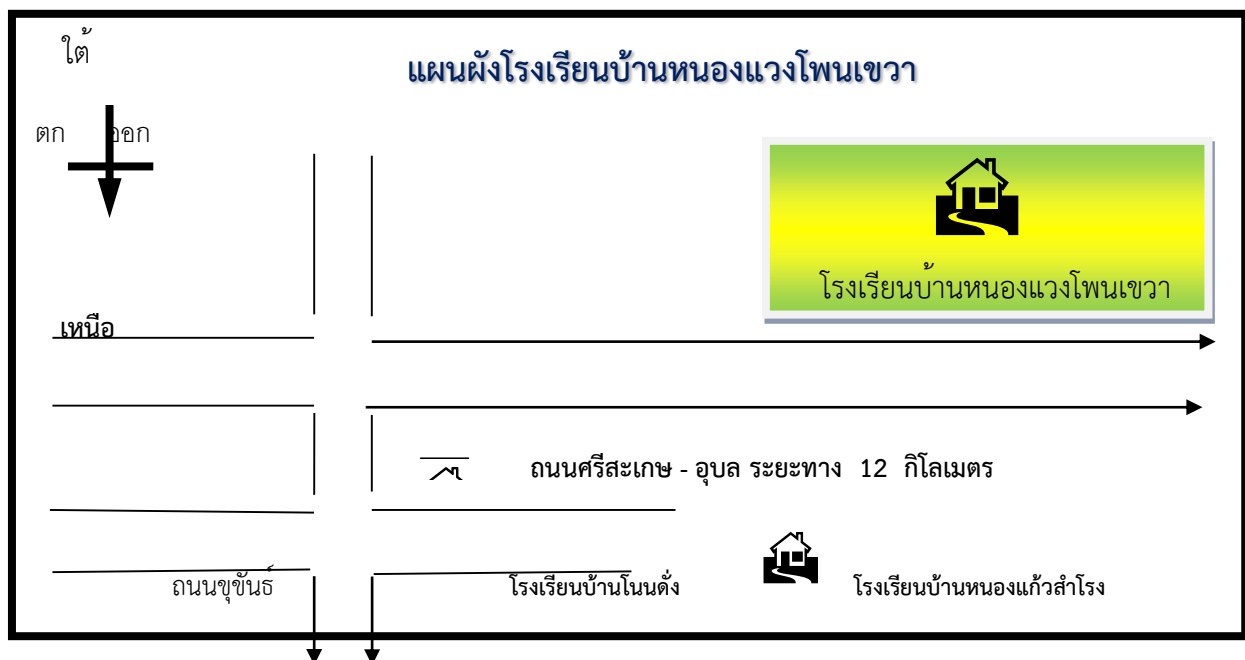 ใต้
แผนผังโรงเรียนบ้านหนองแวงโพนเขวา
ตก ออก
โรงเรียนบ้านหนองแวงโพนเขวา
เหนือ
ถนนศรีสะเกษ - อุบล ระยะทาง 12 กิโลเมตร
ถนนขุขันธ์ โรงเรียนบ้านโนนดั่ง โรงเรียนบ้านหนองแก้วสำโรง